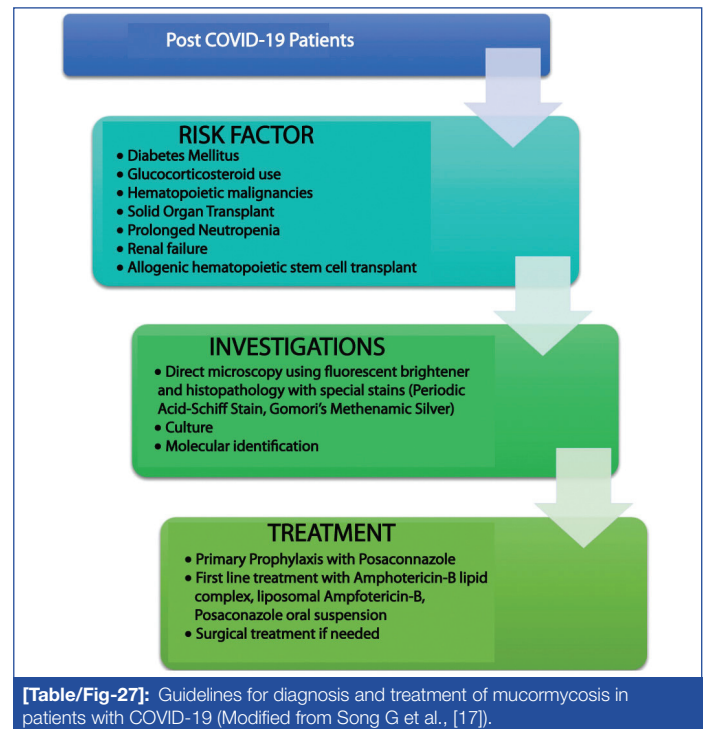 Post COVID-19 Patients
RISK FACTOR
• Diabetes Mellitus
• Glucocorticosteroid use
• Hematopoietic malignancies
• Solid Organ Transplant
• Prolonged Neutropenia
• Renal failure
• Allogenic hematopoietic stem cell transplant
INVESTIGATIONS
• Direct microscopy using fluorescent brightener
and histopathology with special stains (Periodic
Acid-Schiff Stain, Gomori's Methenamic Silver)
• Culture
• Molecular identification
TREATMENT
• Primary Prophylaxis with Posaconnazole
• First line treatment with Amphotericin-B lipid
complex, liposomal Ampfotericin-B,
Posaconazole oral suspension
• Surgical treatment if needed
[Table/Fig-27]: Guidelines for diagnosis and treatment of mucormycosis in
patients with COVID-19 (Modified from Song G et al., [17]).